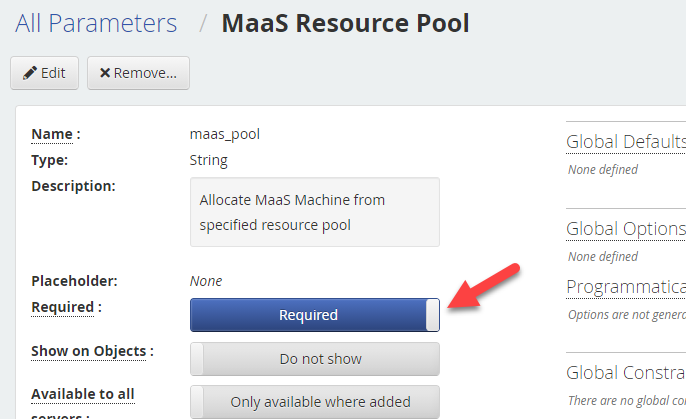 All Parameters / MaaS Resource Pool
Edit
Remove...
Name :
maas_pool
Type:
String
Description:
Allocate MaaS Machine from
specified resource pool
Placeholder:
None
Required :
Required
Show on Objects :
Do not show
Available to all
servers :
Only available where added
Global Defaults
None defined
Global Options
None defined
Programmatica
Options are not genera
Global Constra
There are no global co